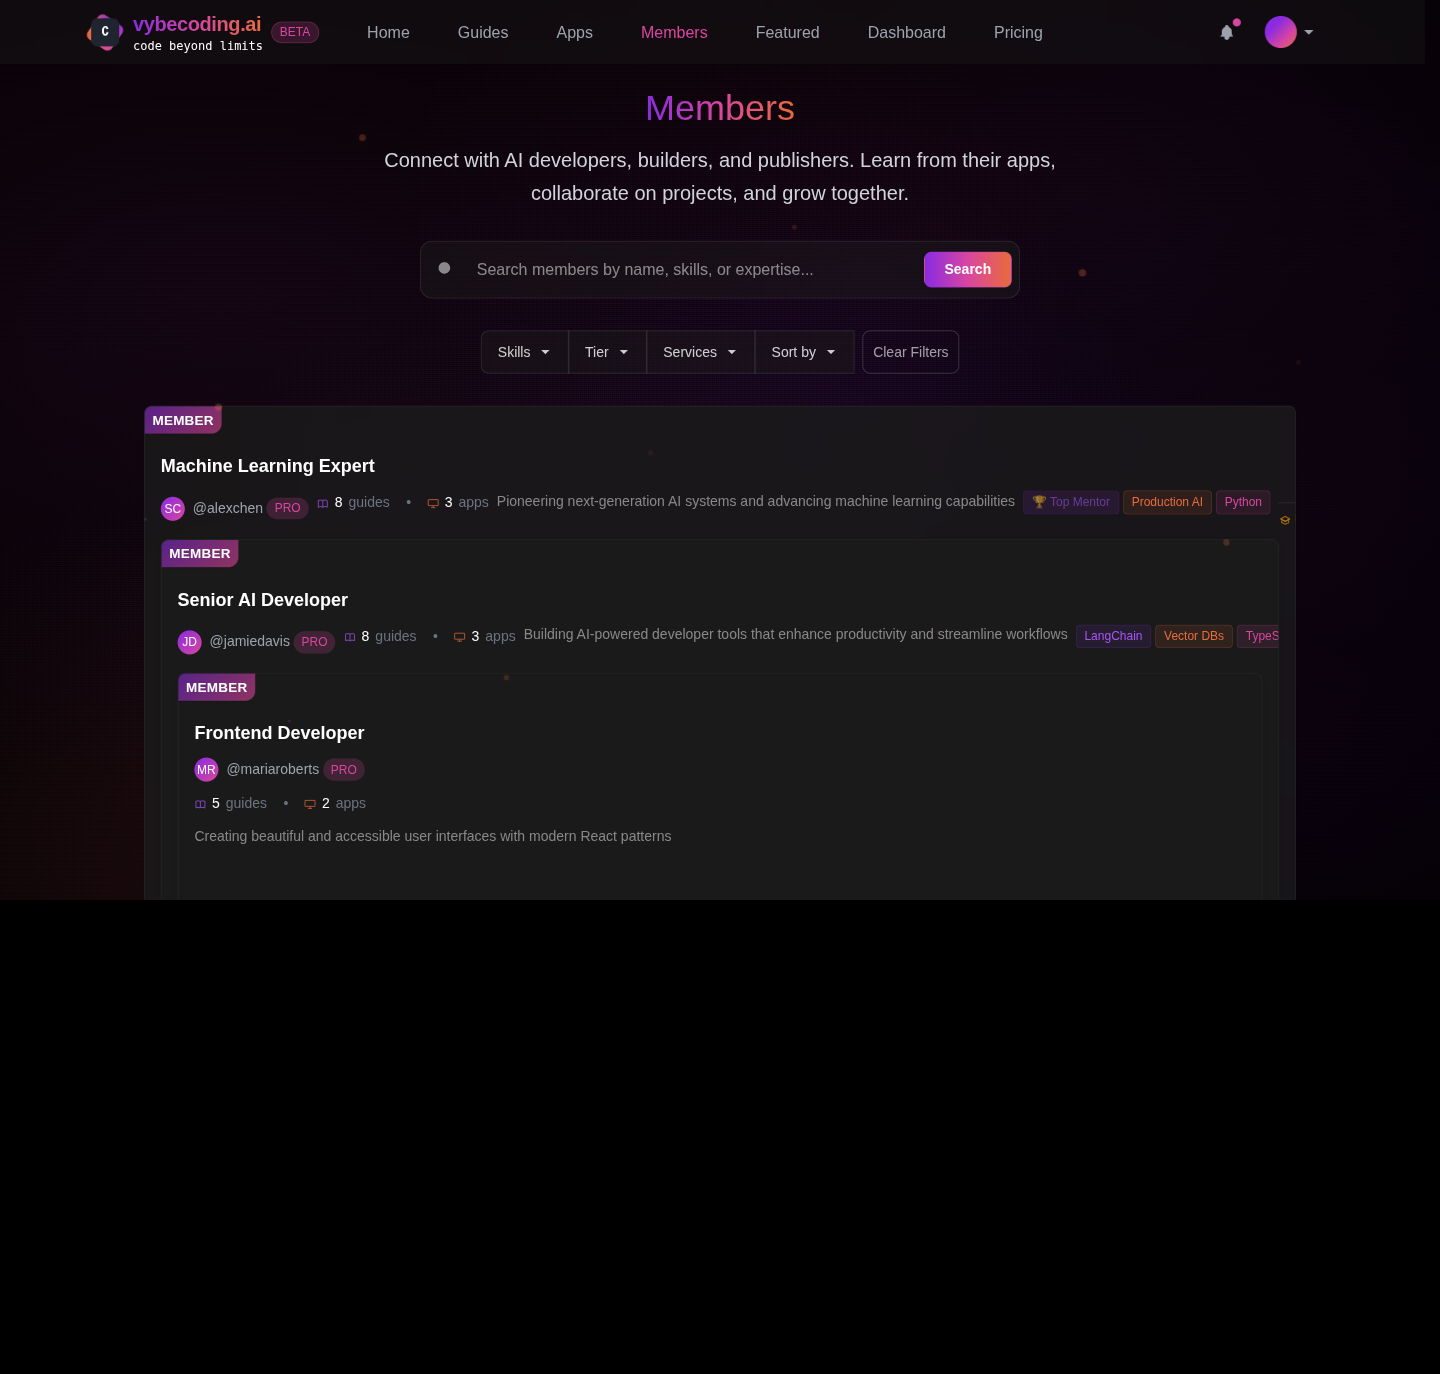 C
vybecoding.ai
code beyond limits
BETA
Home
Guides
Apps
Members
Featured
Dashboard
Pricing
Members
Connect with AI developers, builders, and publishers. Learn from their apps,
collaborate on projects, and grow together.
Search members by name, skills, or expertise...
Search
Skills
Tier
Services
Sort by
Clear Filters
MEMBER
Machine Learning Expert
SC @alexchen PRO 8 guides • 3 apps Pioneering next-generation AI systems and advancing machine learning capabilities 🏆 Top Mentor Production AI Python
MEMBER
Senior AI Developer
JD @jamiedavis PRO 8 guides • 3 apps Building AI-powered developer tools that enhance productivity and streamline workflows LangChain Vector DBs TypeS
MEMBER
Frontend Developer
MR @mariaroberts PRO
5 guides • 2 apps
Creating beautiful and accessible user interfaces with modern React patterns